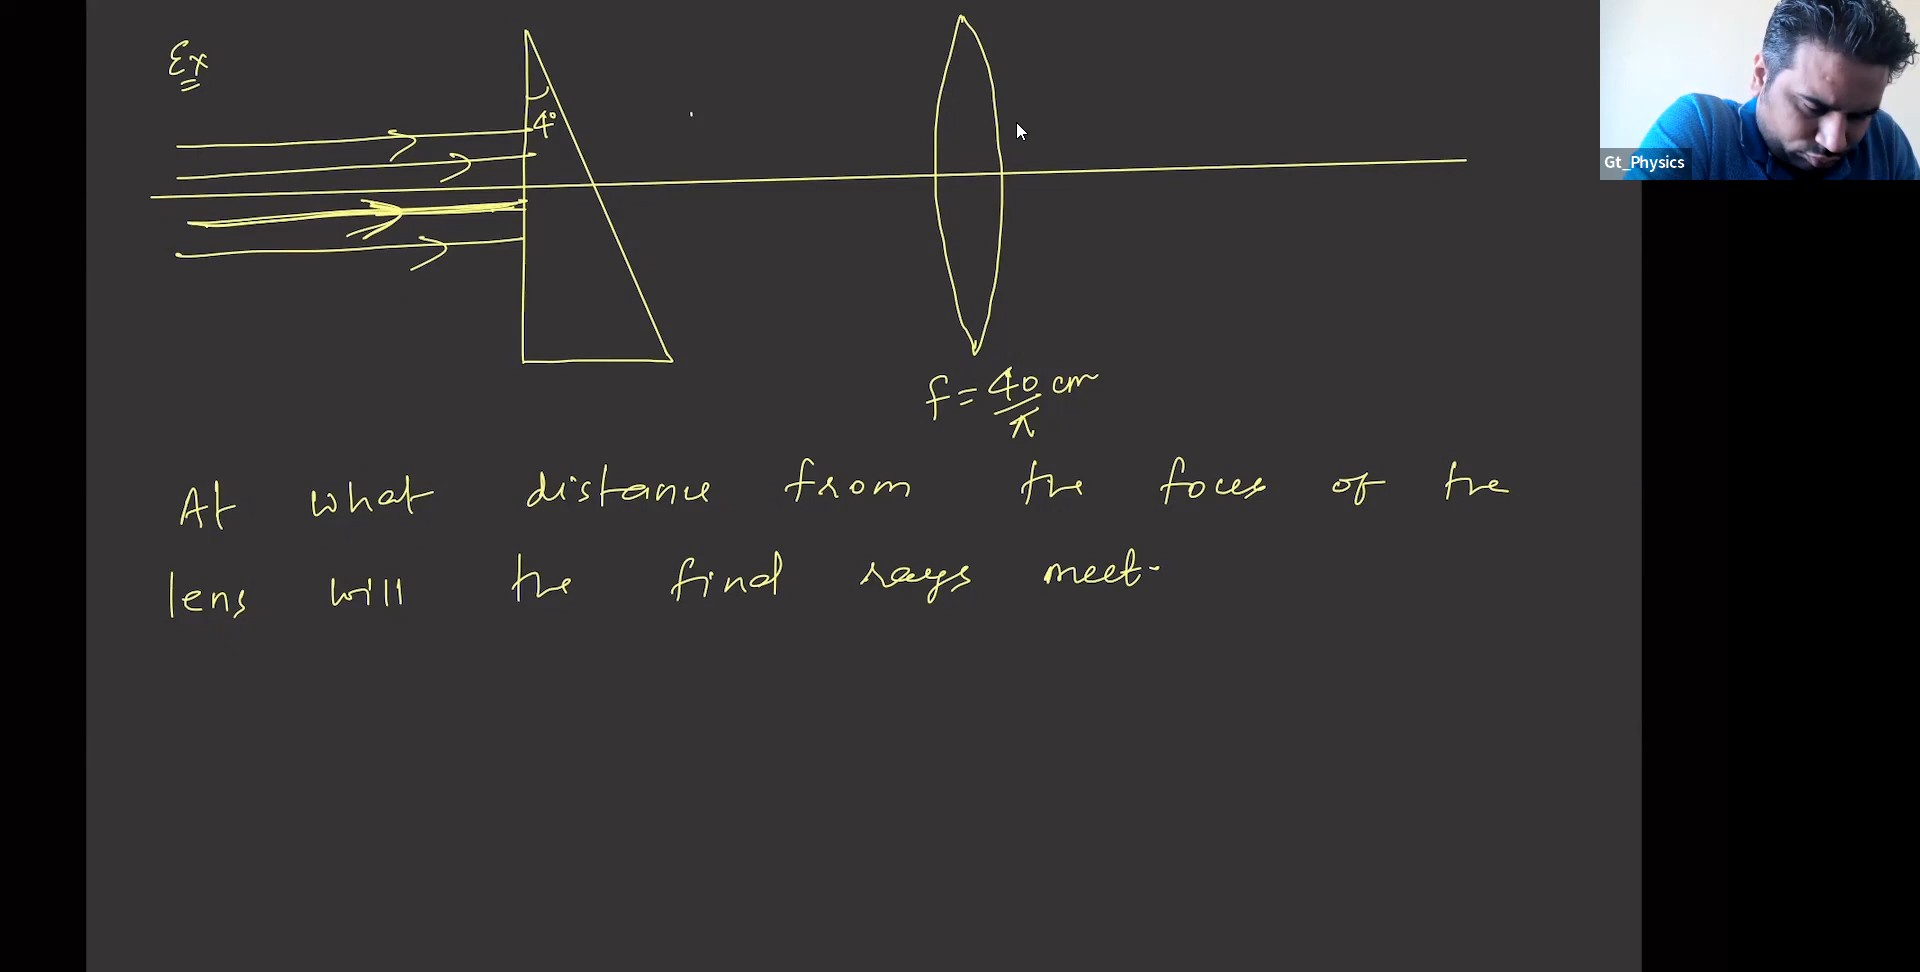 Ex
4°
Gt_Physics
f = 40/π cm
At what distance from the focus of the
lens will the final rays meet.